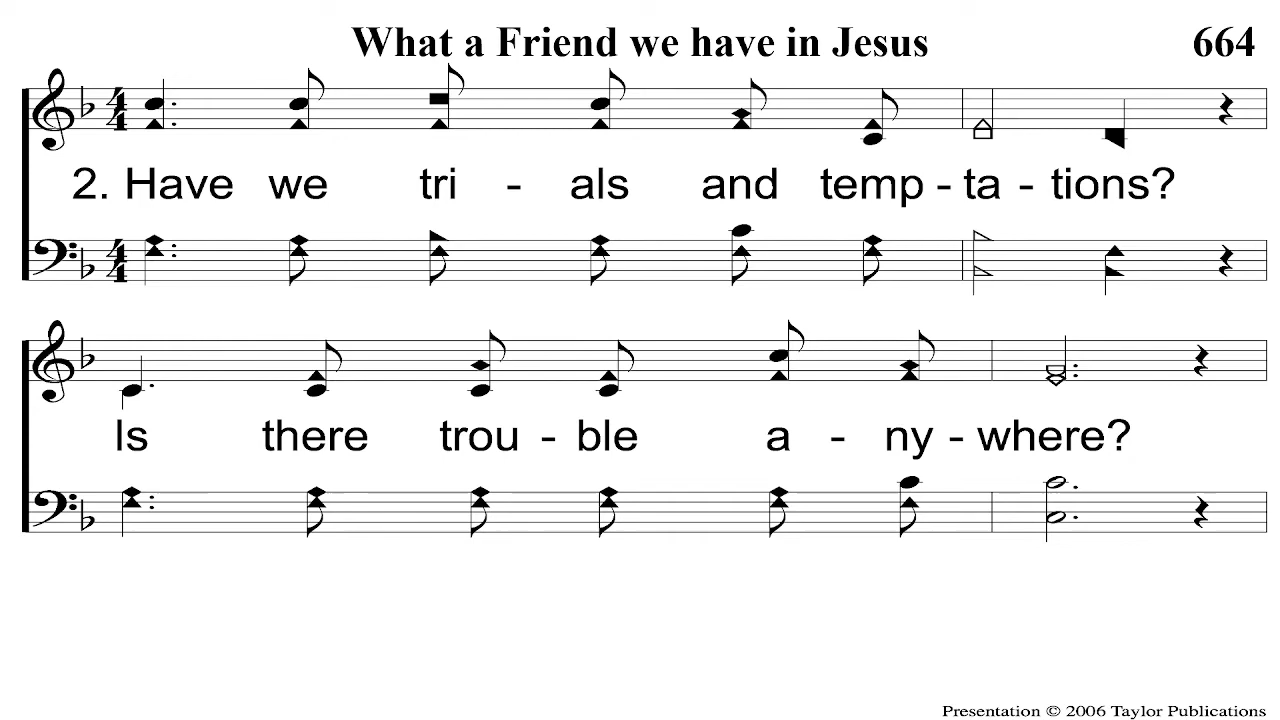 What a Friend we have in Jesus 664
2. Have we tri - als and temp - ta - tions?
Is there trou - ble a - ny - where?
Presentation © 2006 Taylor Publications